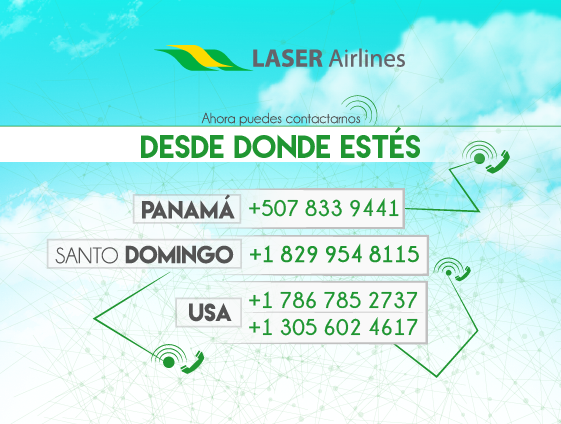 LASER Airlines
Ahora puedes contactarnos
DESDE DONDE ESTÉS
PANAMÁ +507 833 9441
SANTO DOMINGO +1 829 954 8115
USA +1 786 785 2737
+1 305 602 4617